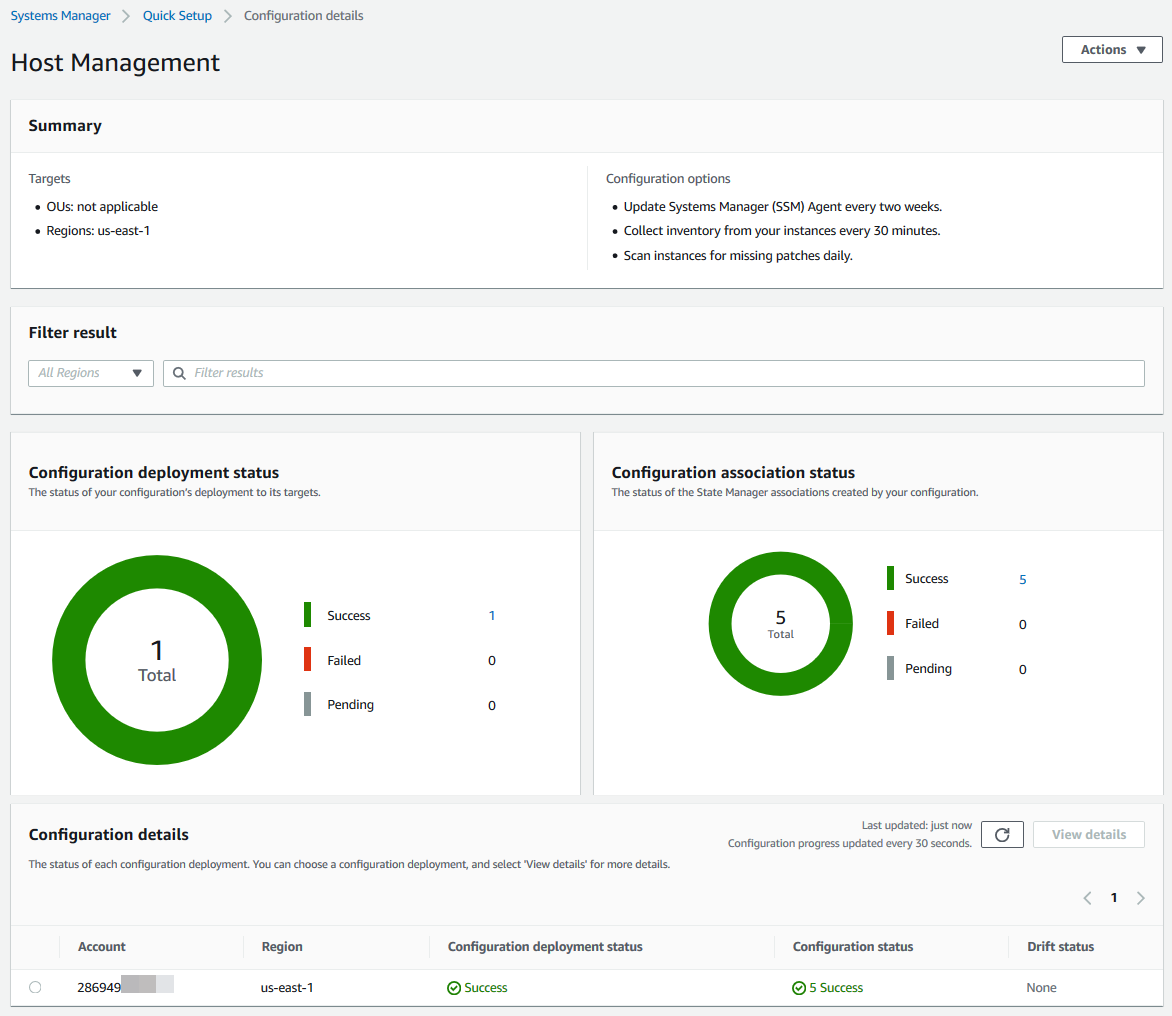 Systems Manager > Quick Setup > Configuration details
Host Management
Actions
Summary
Targets
OUs: not applicable
Regions: us-east-1
Configuration options
Update Systems Manager (SSM) Agent every two weeks.
Collect inventory from your instances every 30 minutes.
Scan instances for missing patches daily.
Filter result
All Regions
Filter results
Configuration deployment status
The status of your configuration's deployment to its targets.
1
Total
Success 1
Failed 0
Pending 0
Configuration association status
The status of the State Manager associations created by your configuration.
5
Total
Success 5
Failed 0
Pending 0
Configuration details
The status of each configuration deployment. You can choose a configuration deployment, and select 'View details' for more details.
Last updated: just now
Configuration progress updated every 30 seconds.
View details
1
Account Region Configuration deployment status Configuration status Drift status
286949 us-east-1 Success 5 Success None